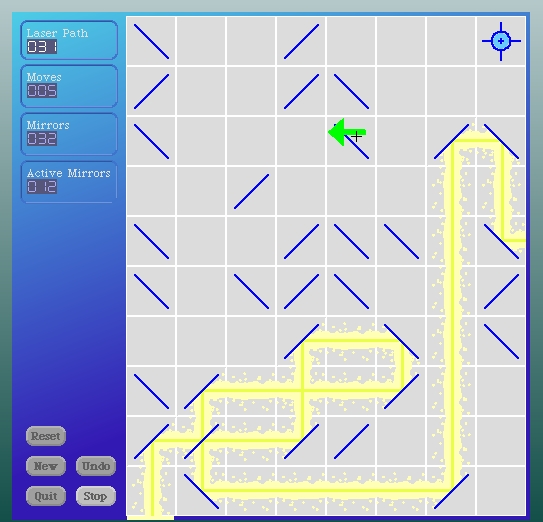 Laser Path
031
Moves
005
Mirrors
032
Active Mirrors
012
Reset
New
Undo
Quit
Stop